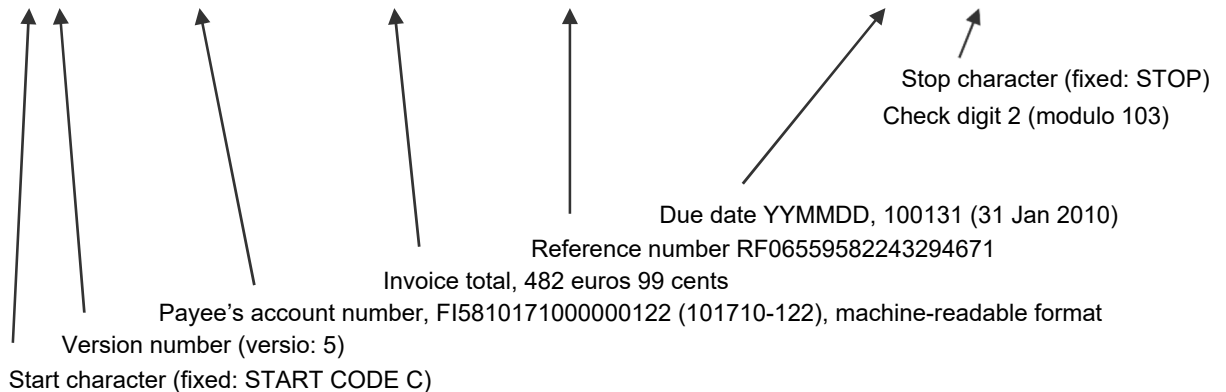 Stop character (fixed: STOP)
Check digit 2 (modulo 103)
Due date YYMMDD, 100131 (31 Jan 2010)
Reference number RF06559582243294671
Invoice total, 482 euros 99 cents
Payee's account number, FI5810171000000122 (101710-122), machine-readable format
Version number (versio: 5)
Start character (fixed: START CODE C)